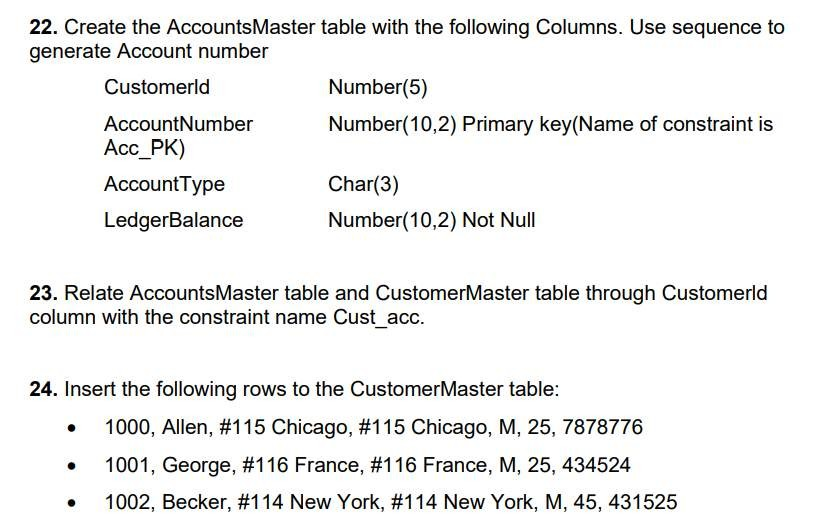 22. Create the AccountsMaster table with the following Columns. Use sequence to
generate Account number
CustomerId Number(5)
AccountNumber Number(10,2) Primary key(Name of constraint is
Acc_PK)
AccountType Char(3)
LedgerBalance Number(10,2) Not Null
23. Relate AccountsMaster table and CustomerMaster table through CustomerId
column with the constraint name Cust_acc.
24. Insert the following rows to the CustomerMaster table:
• 1000, Allen, #115 Chicago, #115 Chicago, M, 25, 7878776
• 1001, George, #116 France, #116 France, M, 25, 434524
• 1002, Becker, #114 New York, #114 New York, M, 45, 431525